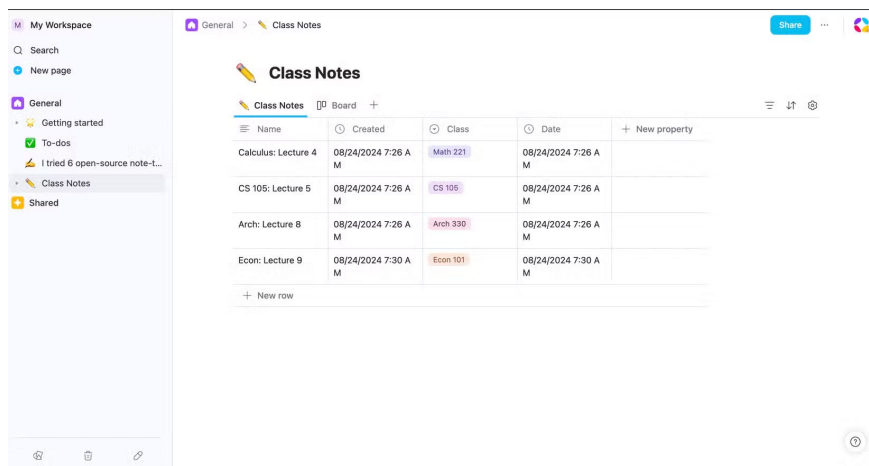 M My Workspace
Search
New page
General
Getting started
To-dos
I tried 6 open-source note-t...
Class Notes
Shared
General > Class Notes
Share
Class Notes
Class Notes Board +
Name Created Class Date + New property
Calculus: Lecture 4 08/24/2024 7:26 A Math 221 08/24/2024 7:26 A
M M
CS 105: Lecture 5 08/24/2024 7:26 A CS 105 08/24/2024 7:26 A
M M
Arch: Lecture 8 08/24/2024 7:26 A Arch 330 08/24/2024 7:26 A
M M
Econ: Lecture 9 08/24/2024 7:30 A Econ 101 08/24/2024 7:30 A
M M
+ New row